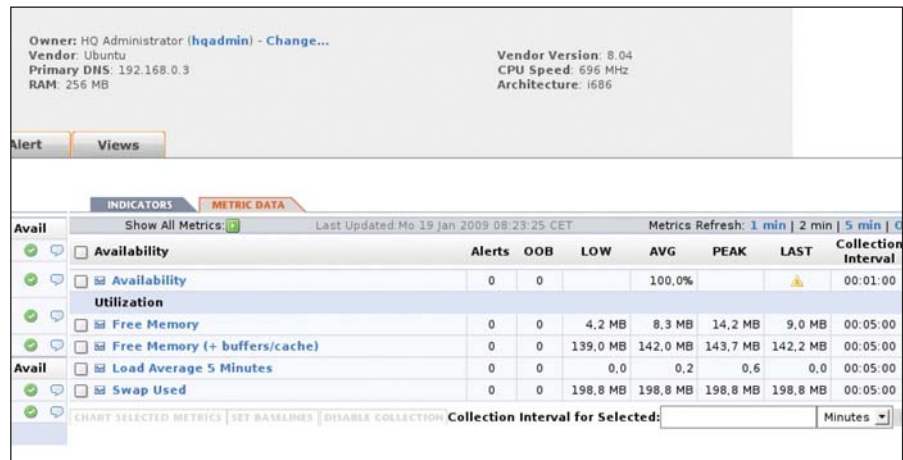 Owner: HQ Administrator (hqadmin) - Change...
Vendor: Ubuntu
Primary DNS: 192.168.0.3
RAM: 256 MB
Vendor Version: 8.04
CPU Speed: 696 MHz
Architecture: i686
Alert Views
INDICATORS METRIC DATA
Avail Show All Metrics: Last Updated:Mo 19 Jan 2009 08:23:25 CET Metrics Refresh: 1 min | 2 min | 5 min |
Availability Alerts OOB LOW AVG PEAK LAST Collection Interval
Availability 0 0 100,0% 00:01:00
Utilization
Free Memory 0 0 4,2 MB 8,3 MB 14,2 MB 9,0 MB 00:05:00
Free Memory (+ buffers/cache) 0 0 139,0 MB 142,0 MB 143,7 MB 142,2 MB 00:05:00
Avail Load Average 5 Minutes 0 0 0,0 0,2 0,6 0,0 00:05:00
Swap Used 0 0 198,8 MB 198,8 MB 198,8 MB 198,8 MB 00:05:00
CHART SELECTED METRICS SET BASELINES DISABLE COLLECTION Collection Interval for Selected: Minutes